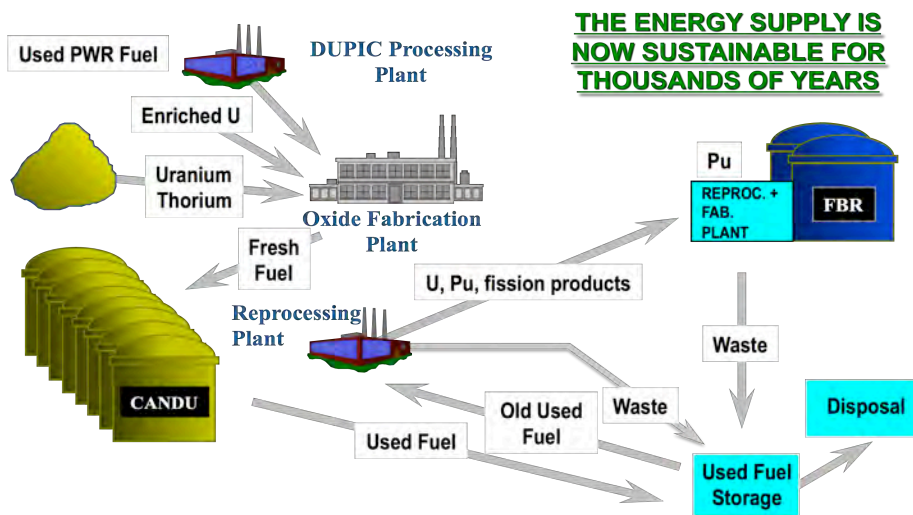 THE ENERGY SUPPLY IS
NOW SUSTAINABLE FOR
THOUSANDS OF YEARS
Used PWR Fuel
DUPIC Processing
Plant
Enriched U
Uranium
Thorium
Oxide Fabrication
Plant
Pu
REPROC. +
FAB.
PLANT
FBR
Fresh
Fuel
U, Pu, fission products
Reprocessing
Plant
Waste
CANDU
Used Fuel
Old Used
Fuel
Waste
Disposal
Used Fuel
Storage